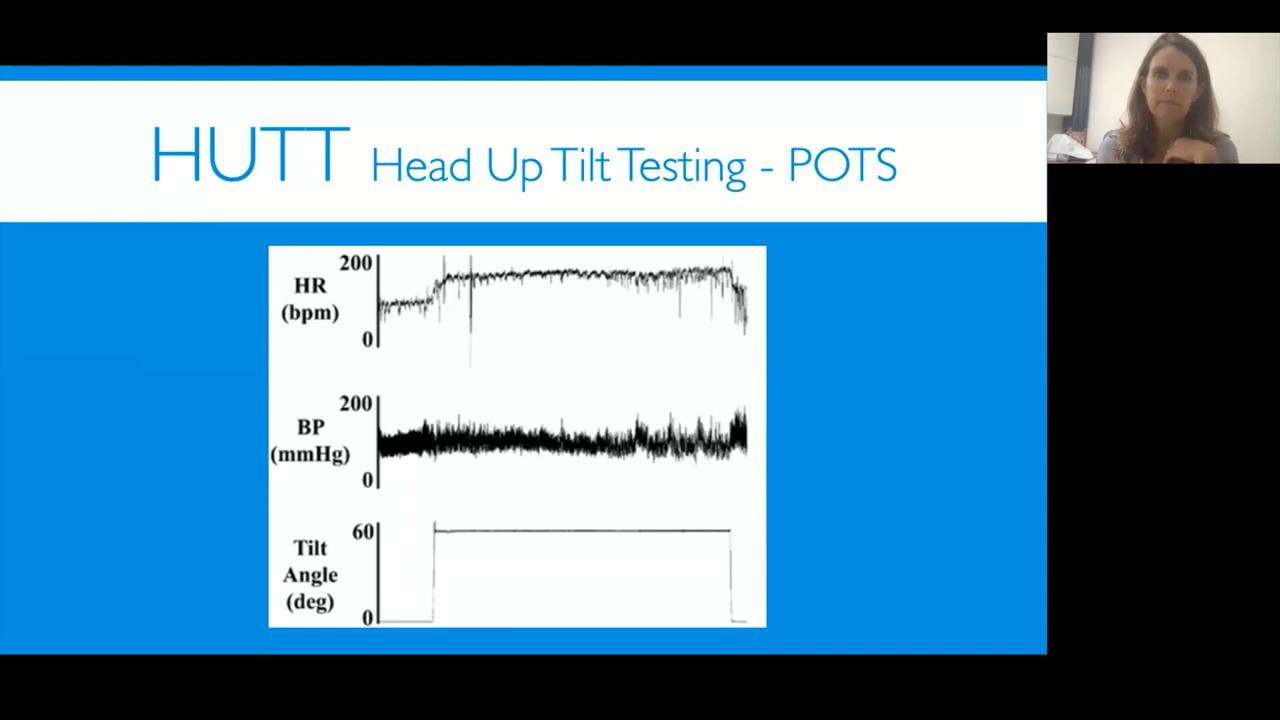 HUTT Head Up Tilt Testing - POTS
200
HR
(bpm)
0
200
BP
(mmHg)
0
60
Tilt
Angle
(deg)
0